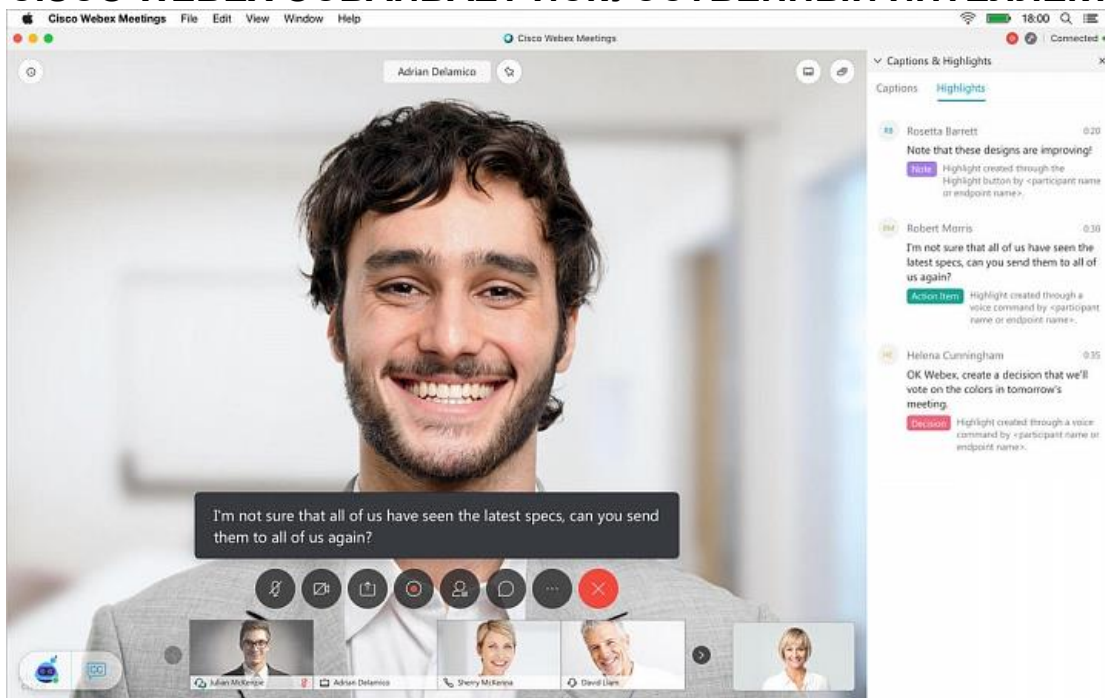 Cisco Webex Meetings File Edit View Window Help 18:00
Cisco Webex Meetings Connected
Adrian Delamico
Captions & Highlights
Captions Highlights
RB Rosetta Barrett 0:20
Note that these designs are improving!
Note Highlight created through the
Highlight button by <participant name
or endpoint name>.
RM Robert Morris 0:30
I'm not sure that all of us have seen the
latest specs, can you send them to all of
us again?
Action Item Highlight created through a
voice command by <participant
name or endpoint name>.
HC Helena Cunningham 0:35
OK Webex, create a decision that we'll
vote on the colors in tomorrow's
meeting.
Decision Highlight created through a voice
command by <participant name or
endpoint name>.
I'm not sure that all of us have seen the latest specs, can you send
them to all of us again?
CC
Julian McKenzie Adrian Delamico Sherry McKenna David Liam